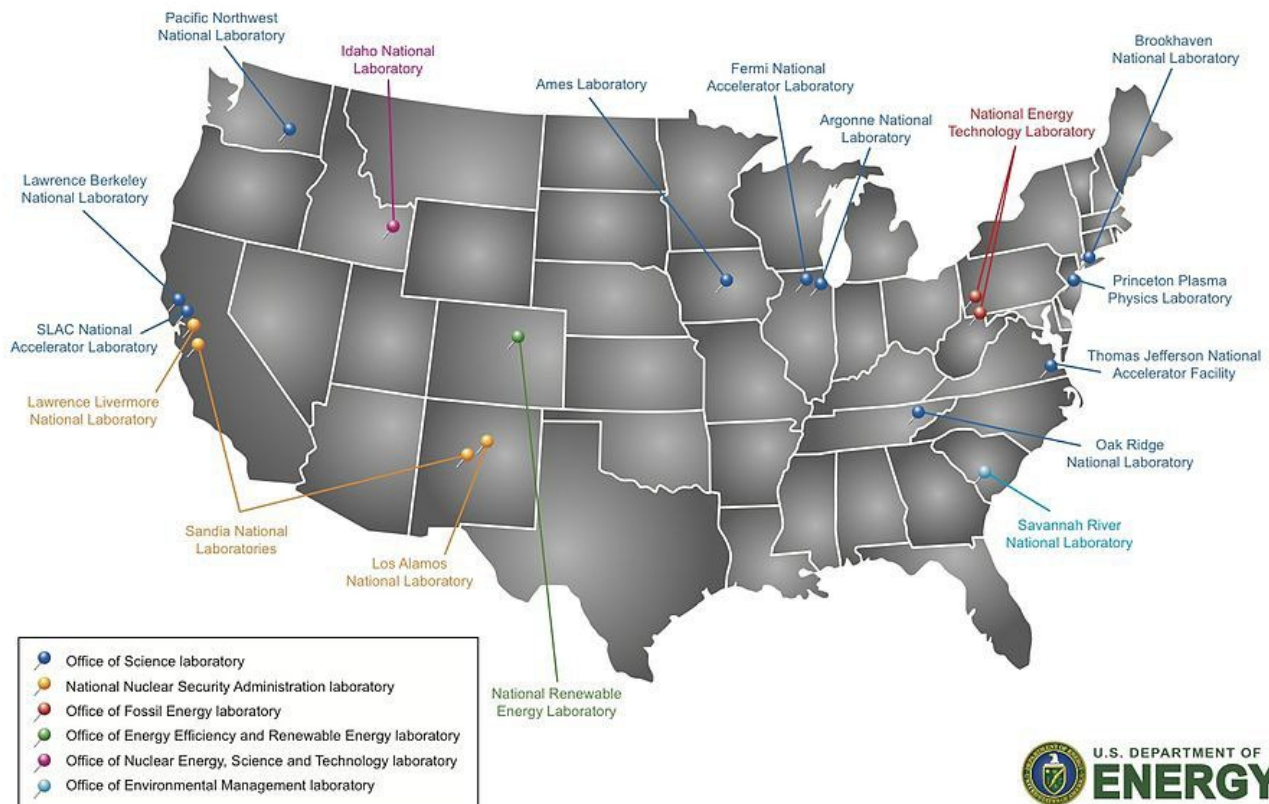 Pacific Northwest
National Laboratory
Idaho National
Laboratory
Ames Laboratory
Fermi National
Accelerator Laboratory
Argonne National
Laboratory
National Energy
Technology Laboratory
Brookhaven
National Laboratory
Lawrence Berkeley
National Laboratory
SLAC National
Accelerator Laboratory
Lawrence Livermore
National Laboratory
Princeton Plasma
Physics Laboratory
Thomas Jefferson National
Accelerator Facility
Oak Ridge
National Laboratory
Savannah River
National Laboratory
Sandia National
Laboratories
Los Alamos
National Laboratory
National Renewable
Energy Laboratory
Office of Science laboratory
National Nuclear Security Administration laboratory
Office of Fossil Energy laboratory
Office of Energy Efficiency and Renewable Energy laboratory
Office of Nuclear Energy, Science and Technology laboratory
Office of Environmental Management laboratory
U.S. DEPARTMENT OF
ENERGY